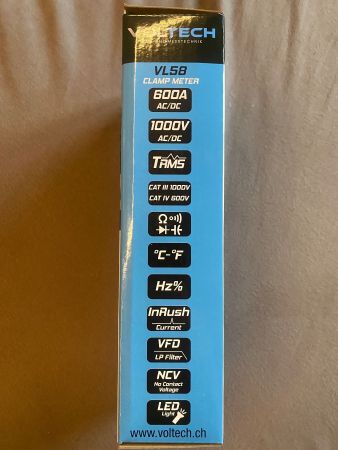 VOLTECH
VL58
CLAMP METER
600A
AC/DC
1000V
AC/DC
TRMS
CAT III 1000V
CAT IV 600V
Ω
°C-°F
Hz%
InRush
Current
VFD
LP Filter
NCV
No Contact
Voltage
LED
Light
www.voltech.ch